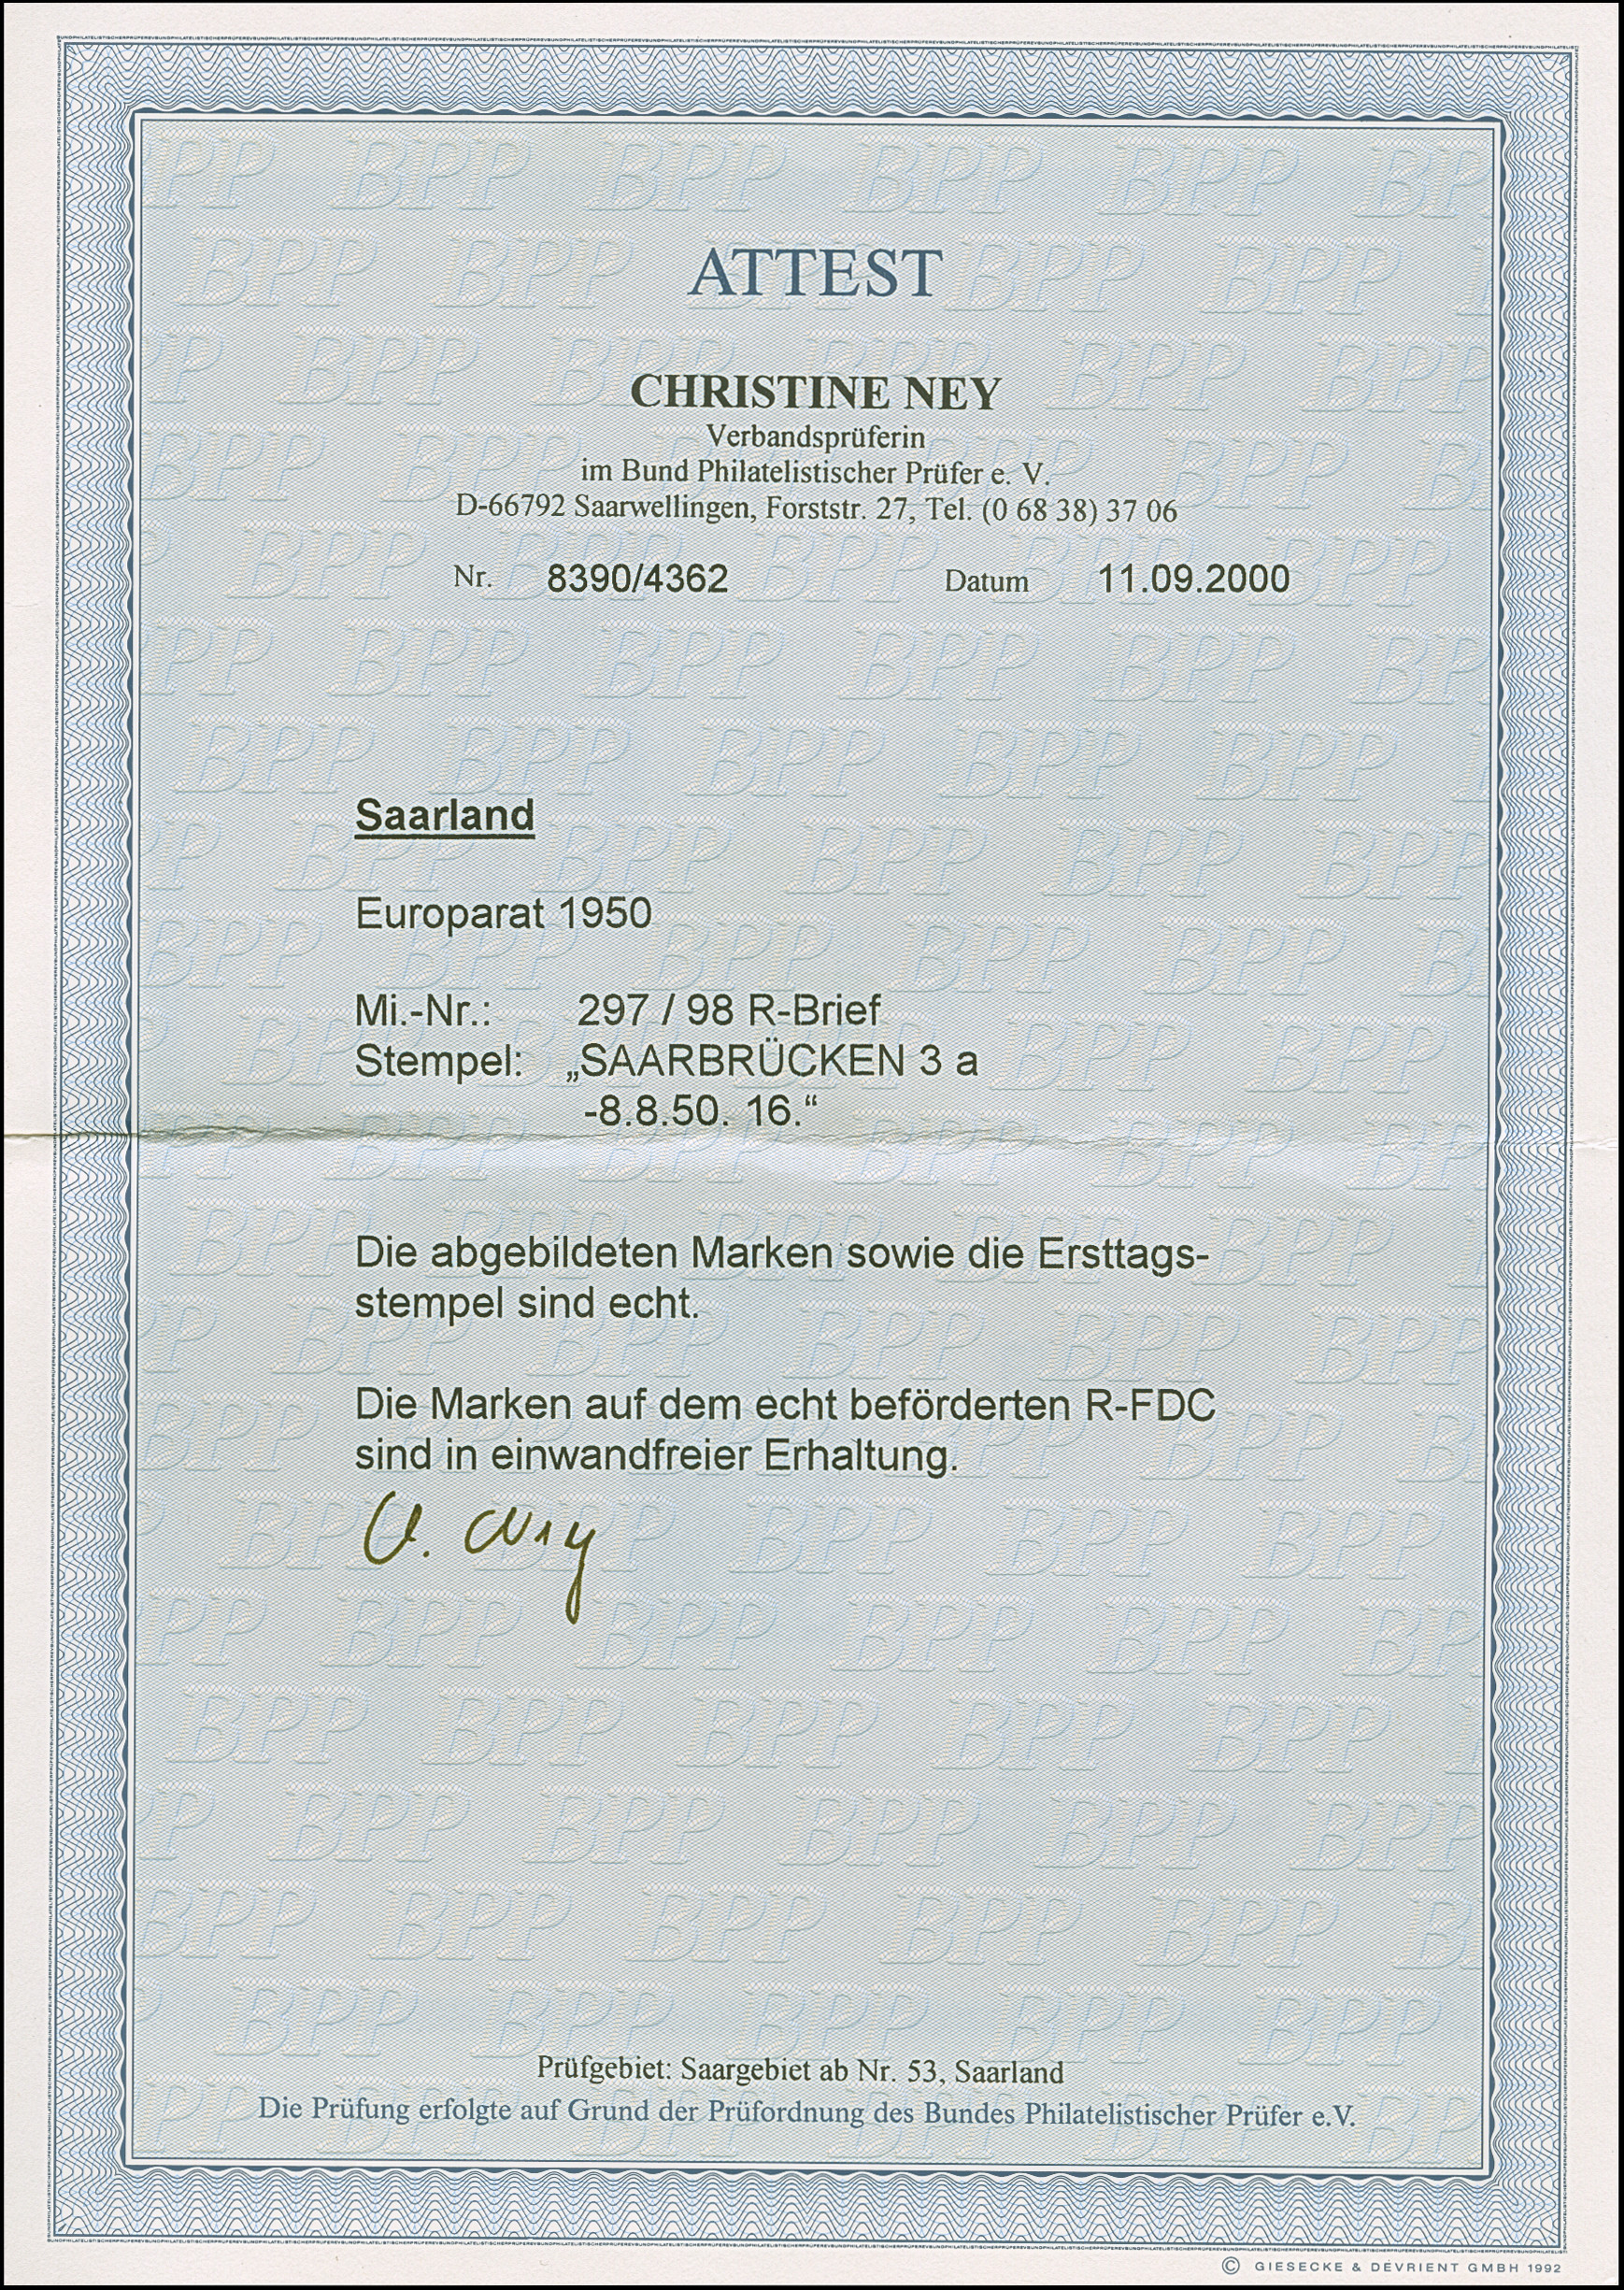 ATTEST
CHRISTINE NEY
Verbandsprüferin
im Bund Philatelistischer Prüfer e. V.
D-66792 Saarwellingen, Forststr. 27, Tel. (0 68 38) 37 06
Nr. 8390/4362 Datum 11.09.2000
Saarland
Europarat 1950
Mi.-Nr.: 297 / 98 R-Brief
Stempel: „SAARBRÜCKEN 3 a
-8.8.50. 16.“
Die abgebildeten Marken sowie die Ersttags-
stempel sind echt.
Die Marken auf dem echt beförderten R-FDC
sind in einwandfreier Erhaltung.
C. Ney
Prüfgebiet: Saargebiet ab Nr. 53, Saarland
Die Prüfung erfolgte auf Grund der Prüfordnung des Bundes Philatelistischer Prüfer e.V.
© GIESECKE & DEVRIENT GMBH 1992